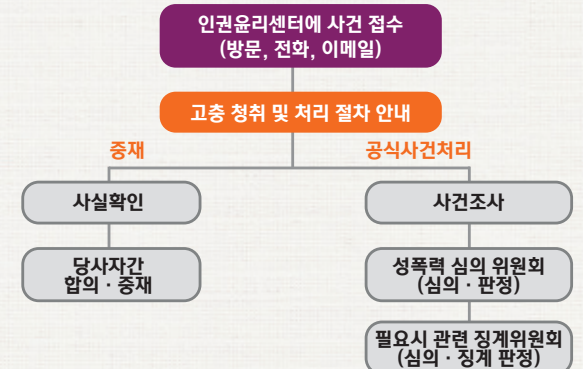 인권윤리센터에 사건 접수
(방문, 전화, 이메일)
고충 청취 및 처리 절차 안내
중재
공식사건처리
사실확인
사건조사
당사자간
합의 · 중재
성폭력 심의 위원회
(심의 · 판정)
필요시 관련 징계위원회
(심의 · 징계 판정)